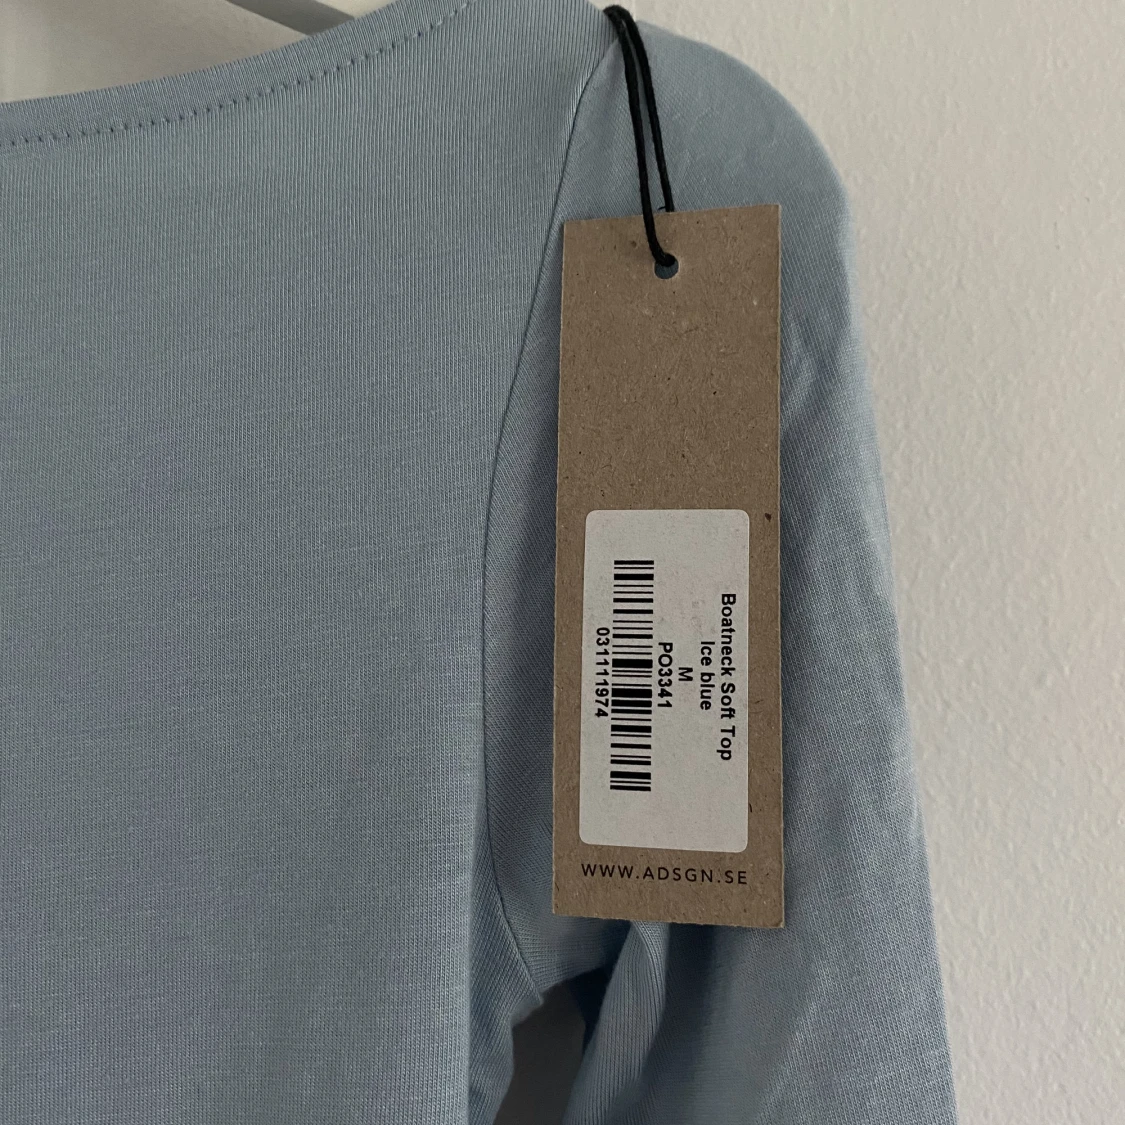 Boatneck Soft Top
Ice blue
M
PO3341
031111974
WWW.ADSGN.SE